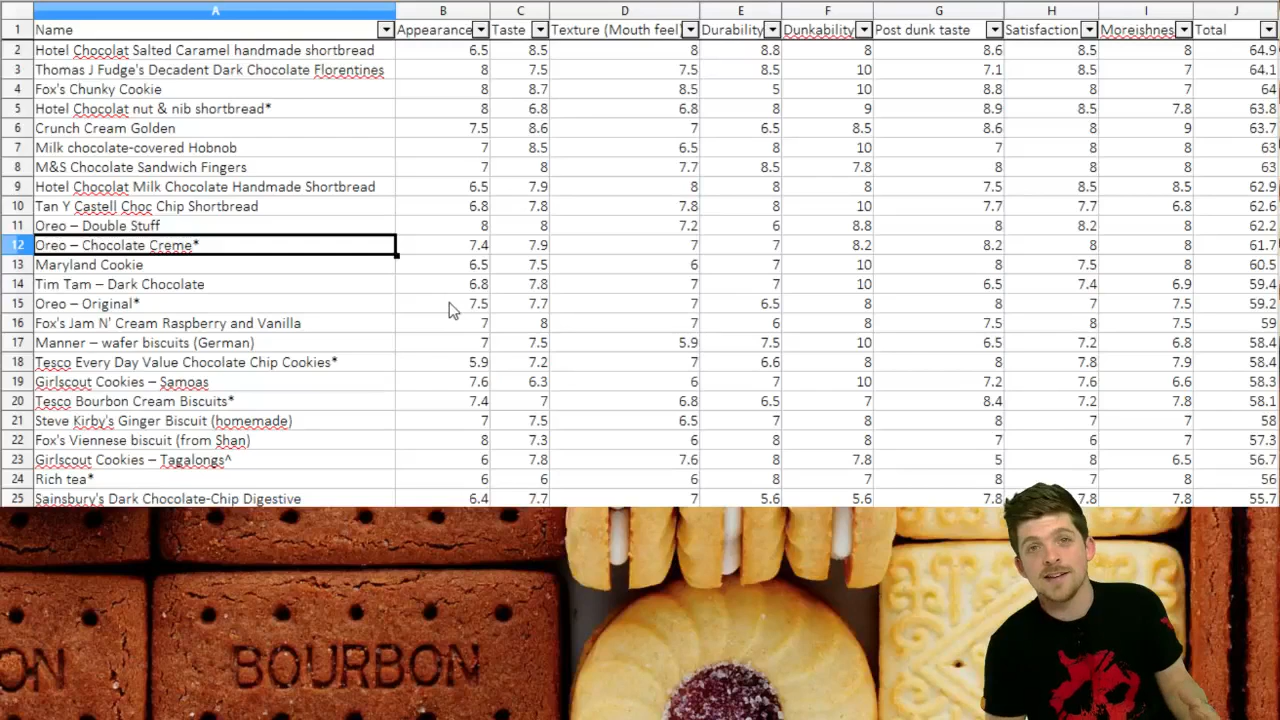 A B C D E F G H I J
1 Name Appearance Taste Texture (Mouth feel) Durability Dunkability Post dunk taste Satisfaction Moreishnes Total
2 Hotel Chocolat Salted Caramel handmade shortbread 6.5 8.5 8 8.8 8 8.6 8.5 8 64.9
3 Thomas J Fudge's Decadent Dark Chocolate Florentines 8 7.5 7.5 8.5 10 7.1 8.5 7 64.1
4 Fox's Chunky Cookie 8 8.7 8.5 5 10 8.8 8 7 64
5 Hotel Chocolat nut & nib shortbread* 8 6.8 6.8 8 9 8.9 8.5 7.8 63.8
6 Crunch Cream Golden 7.5 8.6 7 6.5 8.5 8.6 8 9 63.7
7 Milk chocolate-covered Hobnob 7 8.5 6.5 8 10 7 8 8 63
8 M&S Chocolate Sandwich Fingers 7 8 7.7 8.5 7.8 8 8 8 63
9 Hotel Chocolat Milk Chocolate Handmade Shortbread 6.5 7.9 8 8 8 7.5 8.5 8.5 62.9
10 Tan Y Castell Choc Chip Shortbread 6.8 7.8 7.8 8 10 7.7 7.7 6.8 62.6
11 Oreo – Double Stuff 8 8 7.2 6 8.8 8 8.2 8 62.2
12 Oreo – Chocolate Creme* 7.4 7.9 7 7 8.2 8.2 8 8 61.7
13 Maryland Cookie 6.5 7.5 6 7 10 8 7.5 8 60.5
14 Tim Tam – Dark Chocolate 6.8 7.8 7 7 10 6.5 7.4 6.9 59.4
15 Oreo – Original* 7.5 7.7 7 6.5 8 8 7 7.5 59.2
16 Fox's Jam N' Cream Raspberry and Vanilla 7 8 7 6 8 7.5 8 7.5 59
17 Manner – wafer biscuits (German) 7 7.5 5.9 7.5 10 6.5 7.2 6.8 58.4
18 Tesco Every Day Value Chocolate Chip Cookies* 5.9 7.2 7 6.6 8 8 7.8 7.9 58.4
19 Girlscout Cookies – Samoas 7.6 6.3 6 7 10 7.2 7.6 6.6 58.3
20 Tesco Bourbon Cream Biscuits* 7.4 7 6.8 6.5 7 8.4 7.2 7.8 58.1
21 Steve Kirby's Ginger Biscuit (homemade) 7 7.5 6.5 7 8 8 7 7 58
22 Fox's Viennese biscuit (from Shan) 8 7.3 8 8 8 7 6 7 57.3
23 Girlscout Cookies – Tagalongs^ 6 7.8 7.6 8 7.8 5 8 6.5 56.7
24 Rich tea* 6 6 6 8 7 8 7 8 56
25 Sainsbury's Dark Chocolate-Chip Digestive 6.4 7.7 7 5.6 5.6 7.8 7.8 7.8 55.7
BOURBON